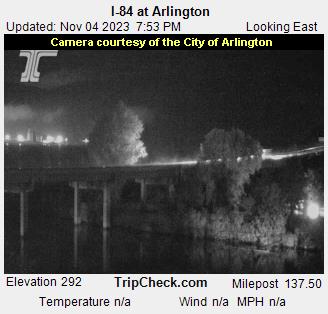 I-84 at Arlington
Updated: Nov 04 2023 7:53 PM Looking East
Camera courtesy of the City of Arlington
Elevation 292 TripCheck.com Milepost 137.50
Temperature n/a Wind n/a MPH n/a